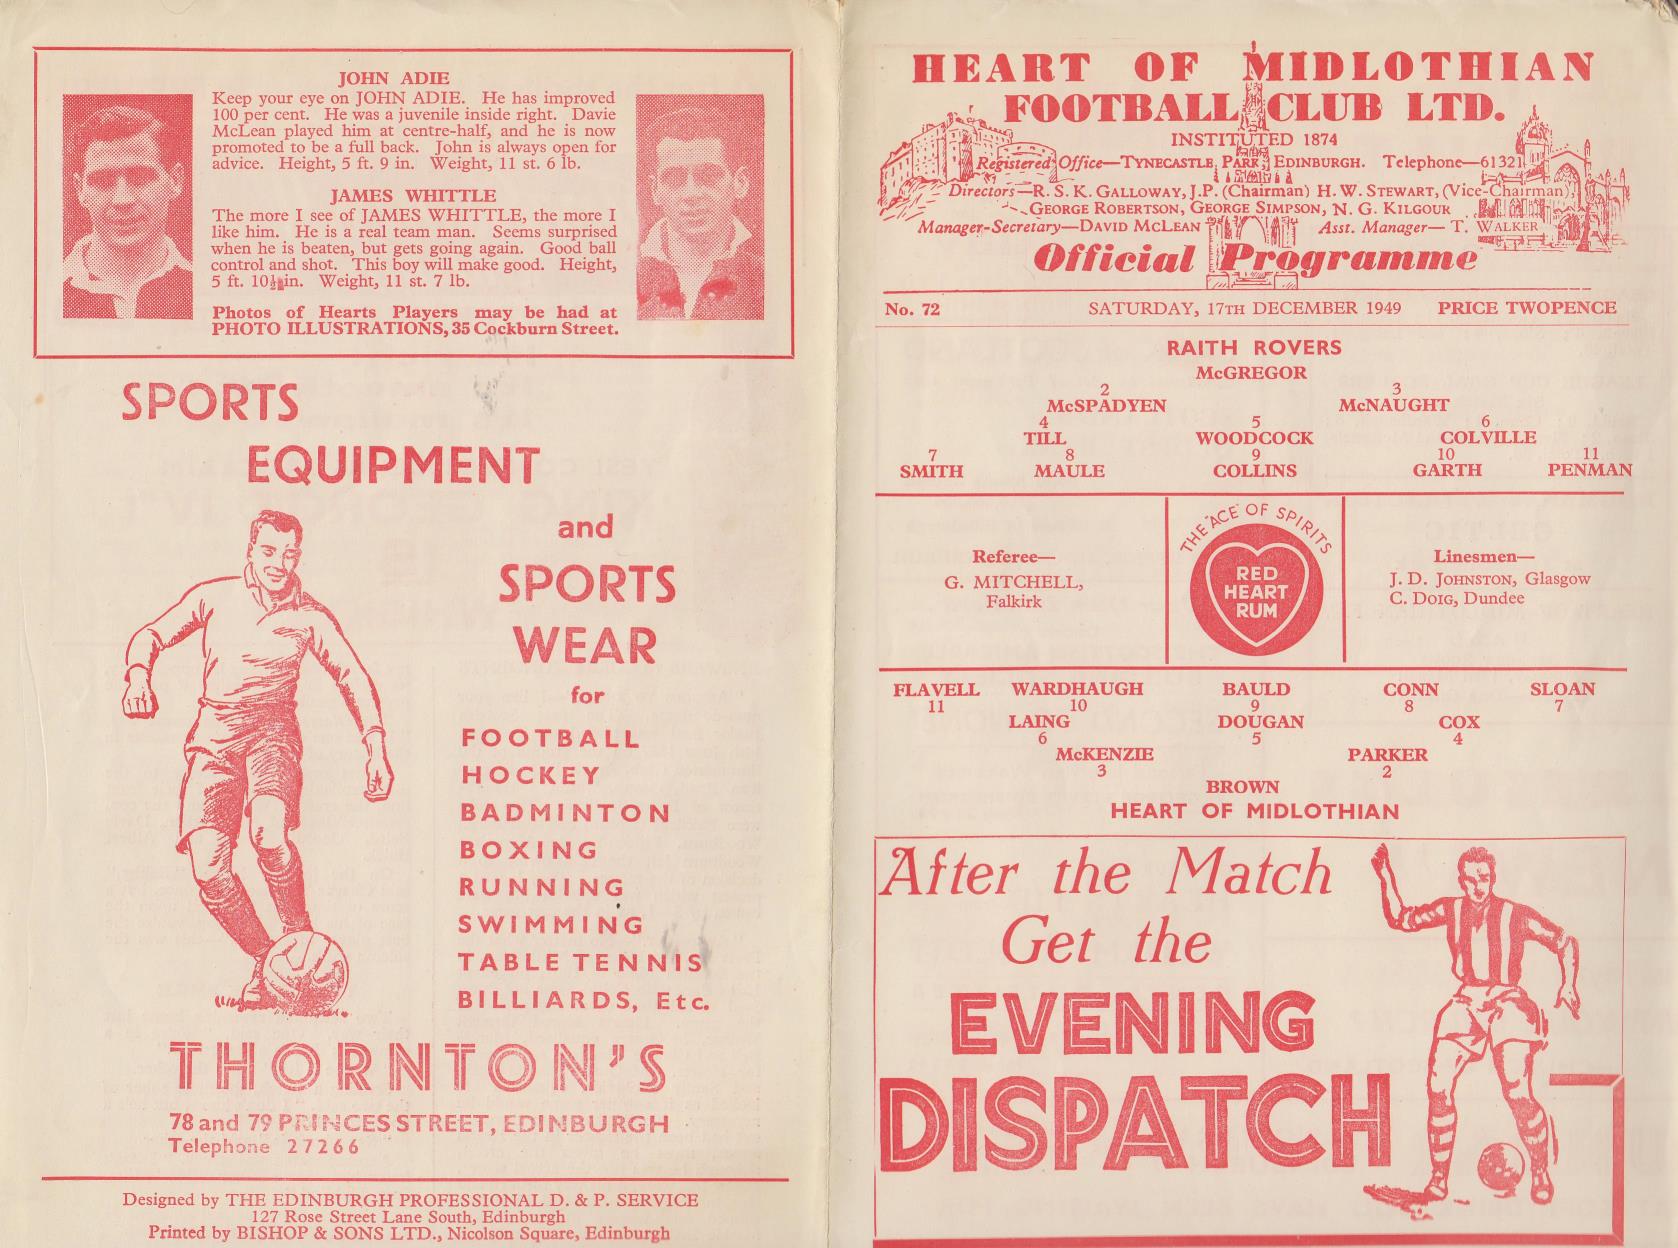 JOHN ADIE
Keep your eye on JOHN ADIE. He has improved
100 per cent. He was a juvenile inside right. Davie
McLean played him at centre-half, and he is now
promoted to be a full back. John is always open for
advice. Height, 5 ft. 9 in. Weight, 11 st. 6 lb.
JAMES WHITTLE
The more I see of JAMES WHITTLE, the more I
like him. He is a real team man. Seems surprised
when he is beaten, but gets going again. Good ball
control and shot. This boy will make good. Height,
5 ft. 10½in. Weight, 11 st. 7 lb.
Photos of Hearts Players may be had at
PHOTO ILLUSTRATIONS, 35 Cockburn Street.
SPORTS
EQUIPMENT
and
SPORTS
WEAR
for
FOOTBALL
HOCKEY
BADMINTON
BOXING
RUNNING
SWIMMING
TABLE TENNIS
BILLIARDS, Etc.
THORNTON'S
78 and 79 PRINCES STREET, EDINBURGH
Telephone 27266
Designed by THE EDINBURGH PROFESSIONAL D. & P. SERVICE
127 Rose Street Lane South, Edinburgh
Printed by BISHOP & SONS LTD., Nicolson Square, Edinburgh
HEART OF MIDLOTHIAN
FOOTBALL CLUB LTD.
INSTITUTED 1874
Registered Office—TYNECASTLE PARK EDINBURGH. Telephone—61321
Directors—R. S. K. GALLOWAY, J.P. (Chairman) H. W. STEWART, (Vice-Chairman),
GEORGE ROBERTSON, GEORGE SIMPSON, N. G. KILGOUR
Manager-Secretary—DAVID McLEAN Asst. Manager—T. WALKER
Official Programme
No. 72 SATURDAY, 17TH DECEMBER 1949 PRICE TWOPENCE
RAITH ROVERS
McGREGOR
2 3
McSPADYEN McNAUGHT
4 5 6
TILL WOODCOCK COLVILLE
7 8 9 10 11
SMITH MAULE COLLINS GARTH PENMAN
Referee—
G. MITCHELL,
Falkirk
THE "ACE" OF SPIRITS
RED
HEART
RUM
Linesmen—
J. D. JOHNSTON, Glasgow
C. DOIG, Dundee
FLAVELL WARDHAUGH BAULD CONN SLOAN
11 10 9 8 7
LAING DOUGAN COX
6 5 4
McKENZIE PARKER
3 2
BROWN
HEART OF MIDLOTHIAN
After the Match
Get the
EVENING
DISPATCH